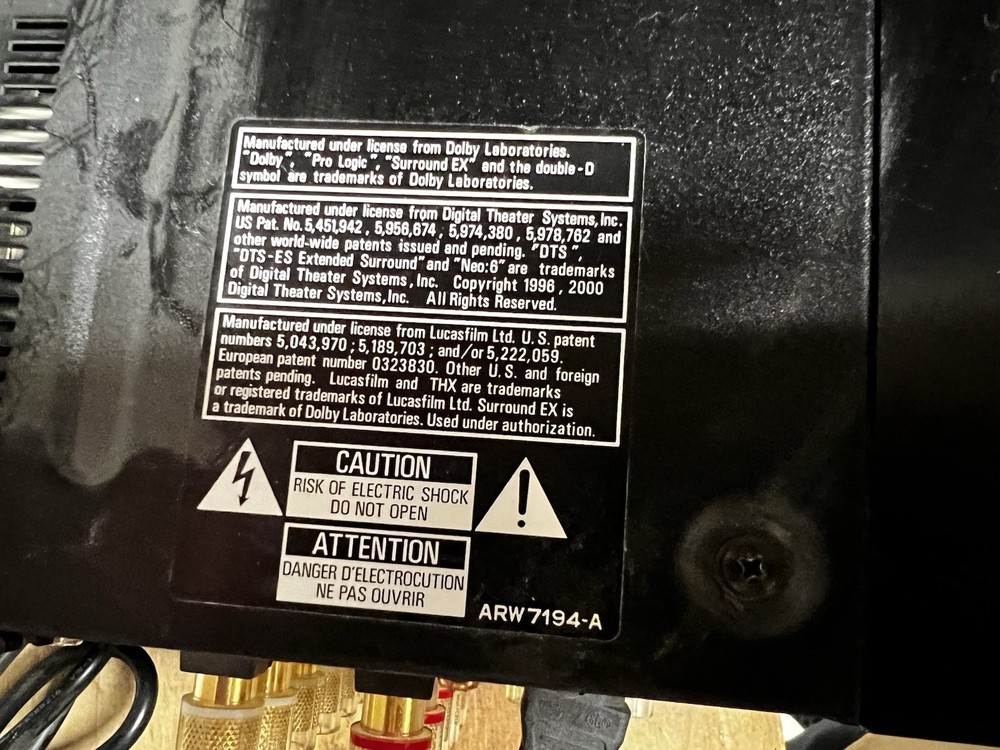 Manufactured under license from Dolby Laboratories.
"Dolby", "Pro Logic", "Surround EX" and the double-D
symbol are trademarks of Dolby Laboratories.
Manufactured under license from Digital Theater Systems, Inc.
US Pat. No. 5,451,942 , 5,956,674 , 5,974,380 , 5,978,762 and
other world-wide patents issued and pending. "DTS",
"DTS-ES Extended Surround" and "Neo:6" are trademarks
of Digital Theater Systems, Inc. Copyright 1996 , 2000
Digital Theater Systems, Inc. All Rights Reserved.
Manufactured under license from Lucasfilm Ltd. U.S. patent
numbers 5,043,970 ; 5,189,703 ; and/or 5,222,059.
European patent number 0323830. Other U.S. and foreign
patents pending. Lucasfilm and THX are trademarks
or registered trademarks of Lucasfilm Ltd. Surround EX is
a trademark of Dolby Laboratories. Used under authorization.
CAUTION
RISK OF ELECTRIC SHOCK
DO NOT OPEN
ATTENTION
DANGER D'ELECTROCUTION
NE PAS OUVRIR
ARW7194-A